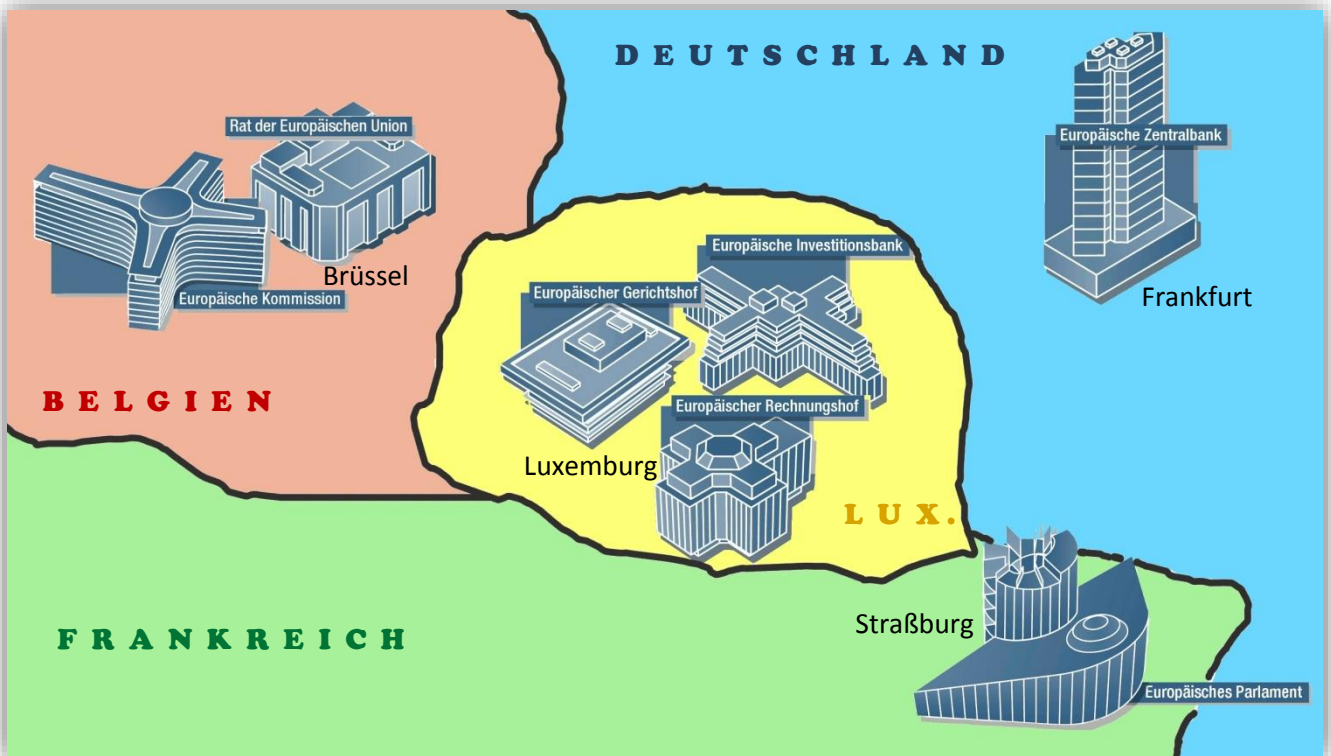 DEUTSCHLAND
Rat der Europäischen Union
Europäische Zentralbank
Europäische Investitionsbank
Brüssel
Europäischer Gerichtshof
Europäische Kommission
Frankfurt
BELGIEN
Europäischer Rechnungshof
Luxemburg
LUX.
Straßburg
FRANKREICH
Europäisches Parlament